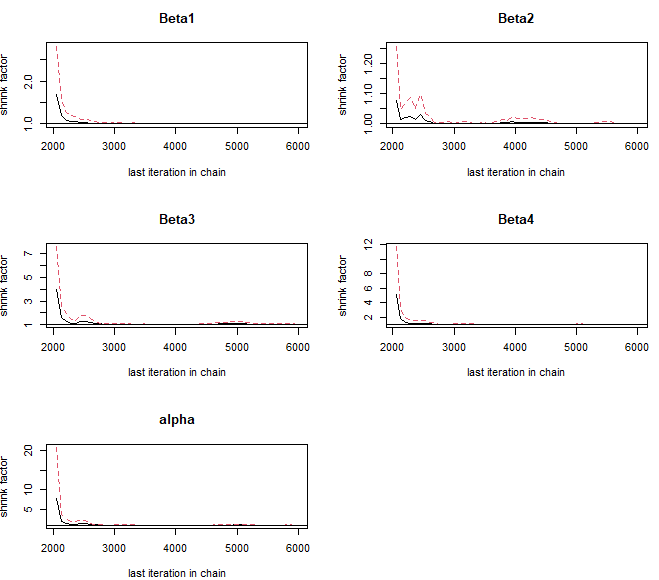 Beta1
shrink factor
1.0 2.0
2000 3000 4000 5000 6000
last iteration in chain
Beta2
shrink factor
1.00 1.10 1.20
2000 3000 4000 5000 6000
last iteration in chain
Beta3
shrink factor
1 3 5 7
2000 3000 4000 5000 6000
last iteration in chain
Beta4
shrink factor
2 4 6 8 12
2000 3000 4000 5000 6000
last iteration in chain
alpha
shrink factor
5 10 20
2000 3000 4000 5000 6000
last iteration in chain